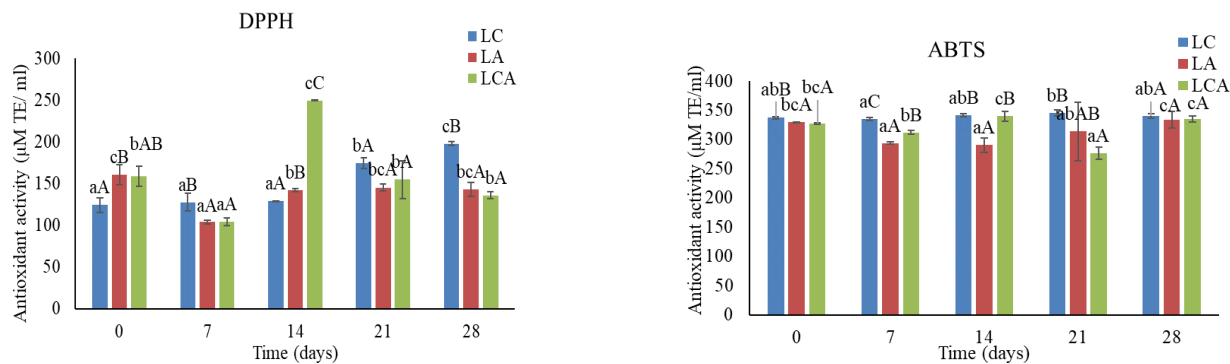 DPPH
LC
LA
LCA
Antioxidant activity (µM TE/ ml)
300
250
200
150
100
50
0
aA cB bAB
aB aA aA
aA bB cC
bA bcA bA
cB bcA bA
0 7 14 21 28
Time (days)
ABTS
LC
LA
LCA
Antioxidant activity (µM TE/ ml)
400
350
300
250
200
150
100
50
0
abB bcA bcA
aC aA bB
abB aA cB
bB abAB aA
abA cA cA
0 7 14 21 28
Time (days)